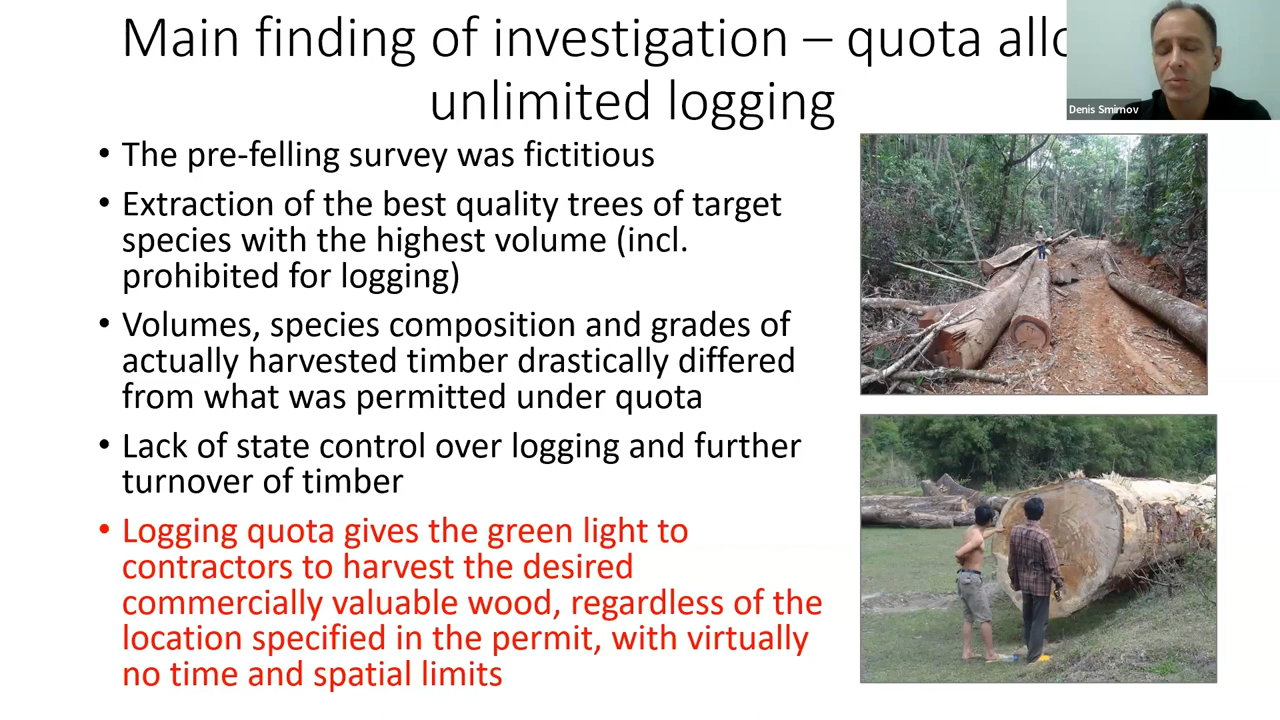 Main finding of investigation – quota
unlimited logging
Denis Smirnov
• The pre-felling survey was fictitious
• Extraction of the best quality trees of target
species with the highest volume (incl.
prohibited for logging)
• Volumes, species composition and grades of
actually harvested timber drastically differed
from what was permitted under quota
• Lack of state control over logging and further
turnover of timber
• Logging quota gives the green light to
contractors to harvest the desired
commercially valuable wood, regardless of the
location specified in the permit, with virtually
no time and spatial limits